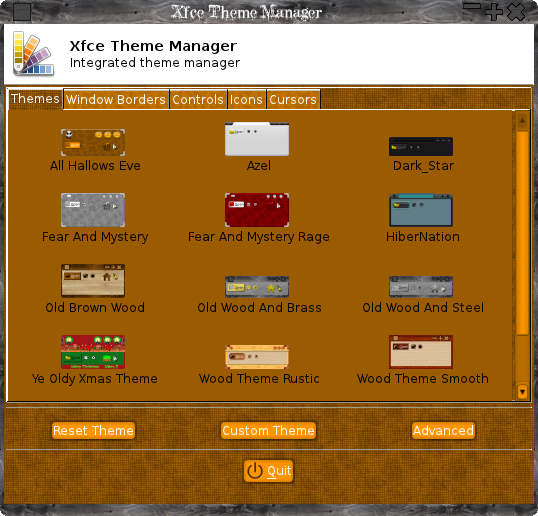 Xfce Theme Manager
Xfce Theme Manager
Integrated theme manager
Themes Window Borders Controls Icons Cursors
All Hallows Eve Azel Dark_Star
Fear And Mystery Fear And Mystery Rage HiberNation
Old Brown Wood Old Wood And Brass Old Wood And Steel
Ye Oldy Xmas Theme Wood Theme Rustic Wood Theme Smooth
Reset Theme Custom Theme Advanced
Quit